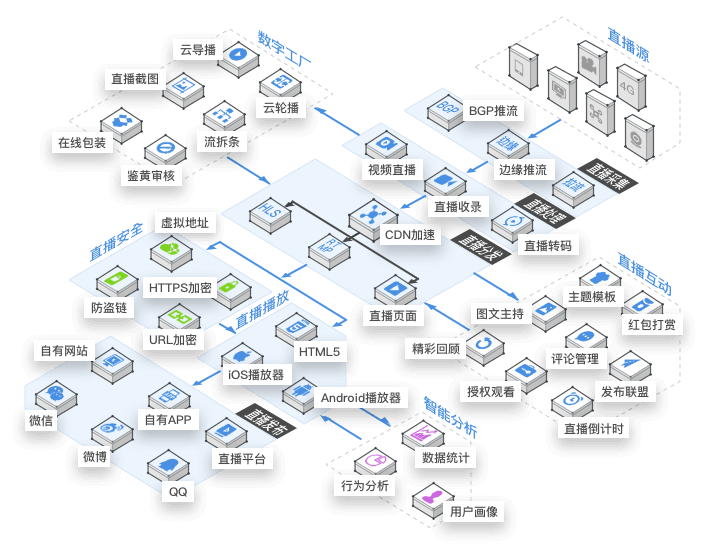 数字工厂
云导播
直播截图
云轮播
在线包装
流拆条
鉴黄审核
直播源
4G
BGP
BGP推流
边缘
边缘推流
拉流
直播采集
视频直播
直播收录
直播处理
直播转码
HLS
CDN加速
RT
MP
直播分发
直播页面
直播安全
虚拟地址
HTTPS加密
防盗链
URL加密
直播播放
HTML5
iOS播放器
Android播放器
直播互动
主题模板
图文主持
红包打赏
精彩回顾
评论管理
授权观看
发布联盟
直播倒计时
自有网站
微信
自有APP
微博
直播平台
QQ
直播发布
智能分析
数据统计
行为分析
用户画像